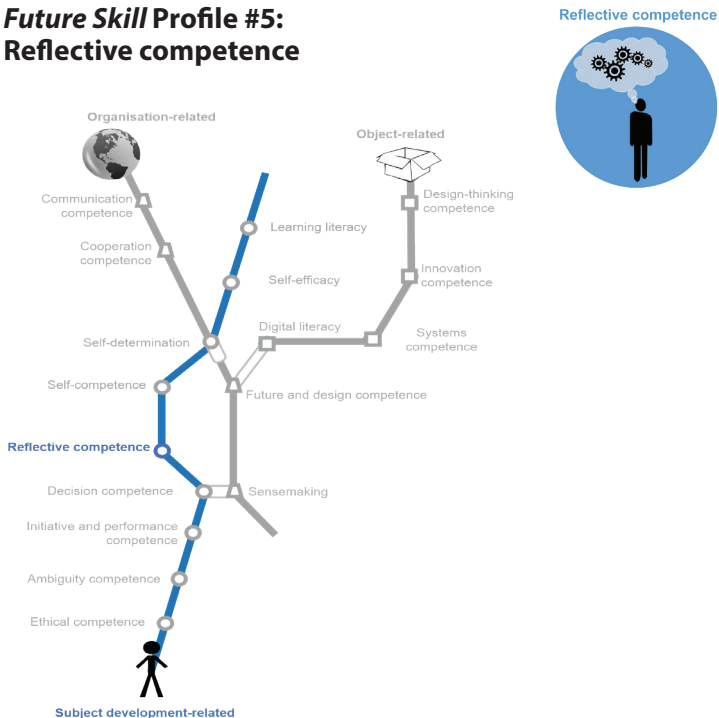 Future Skill Profile #5:
Reflective competence
Reflective competence
Organisation-related
Object-related
Communication
competence
Design-thinking
competence
Learning literacy
Cooperation
competence
Self-efficacy
Innovation
competence
Digital literacy
Systems
competence
Self-determination
Self-competence
Future and design competence
Reflective competence
Decision competence
Sensemaking
Initiative and performance
competence
Ambiguity competence
Ethical competence
Subject development-related